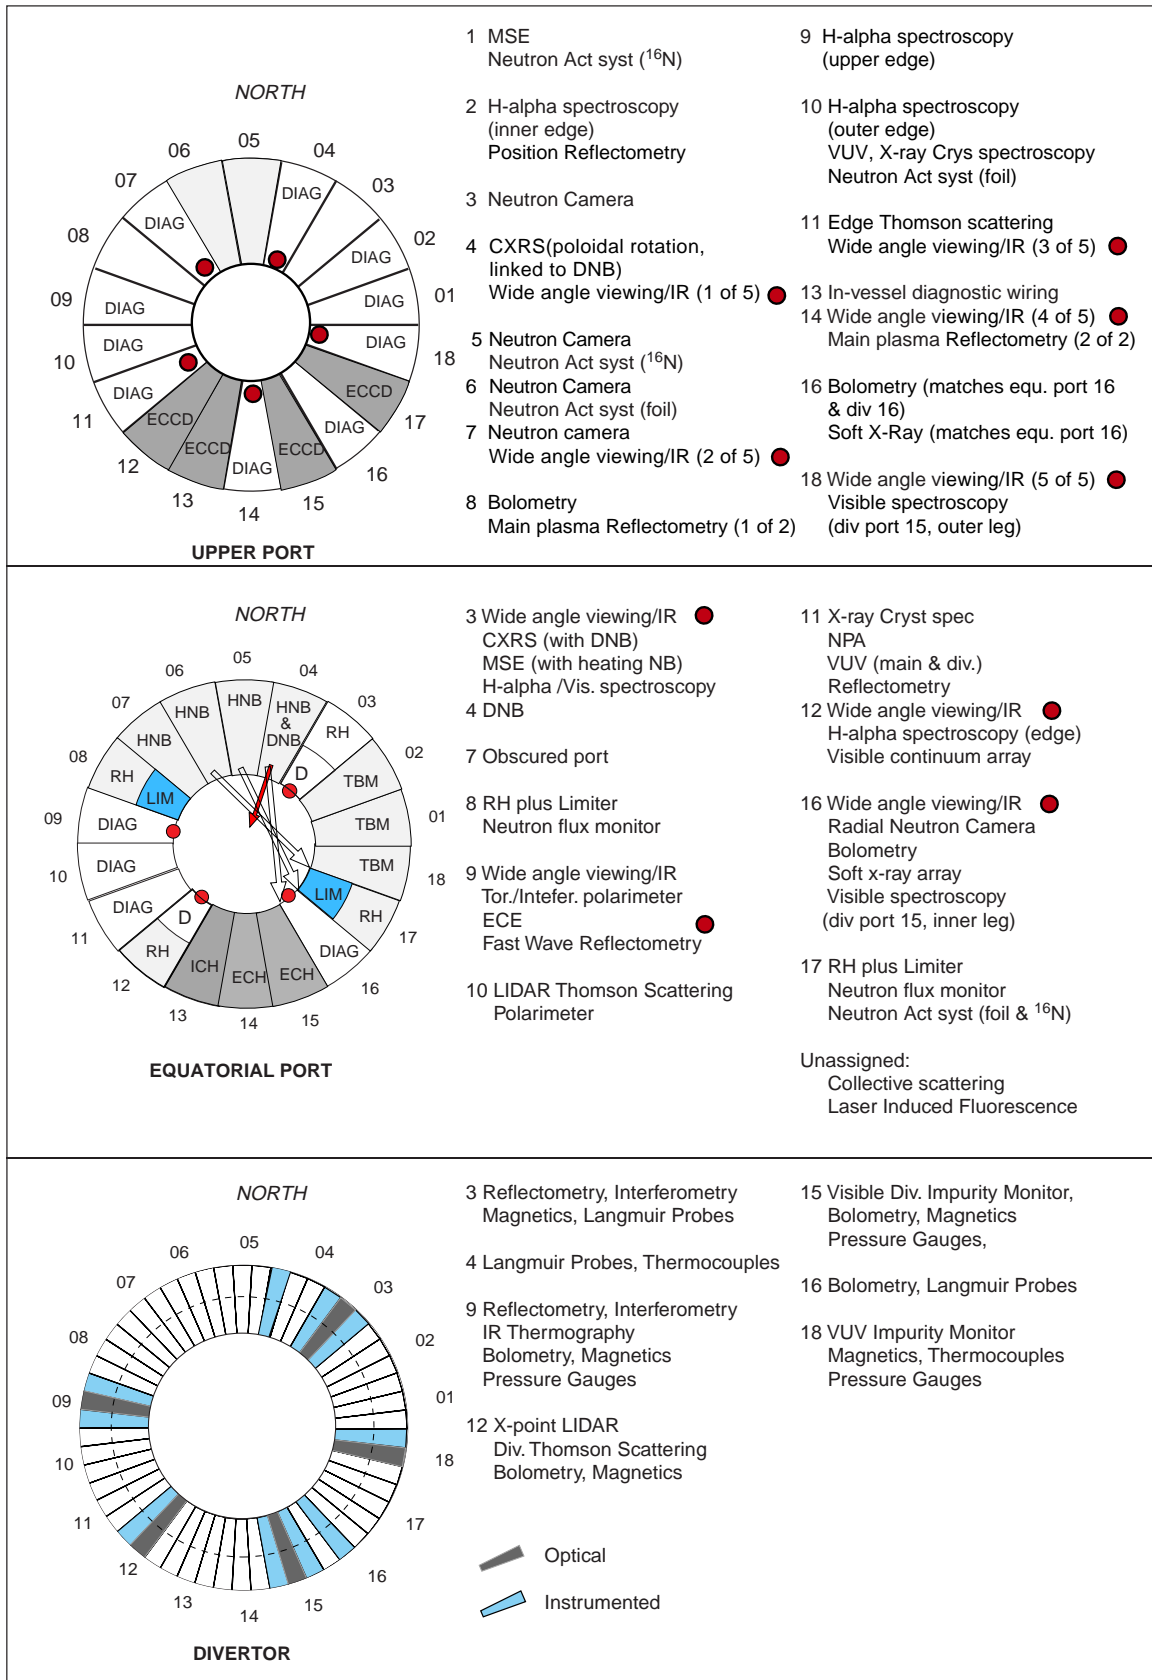 NORTH
05
04
06
03
07
02
08
01
09
18
10
17
11
16
12
15
13
14
DIAG
DIAG
DIAG
DIAG
DIAG
DIAG
DIAG
DIAG
DIAG
DIAG
ECCD
ECCD
ECCD
ECCD
UPPER PORT
1 MSE
Neutron Act syst (16N)
2 H-alpha spectroscopy
(inner edge)
Position Reflectometry
3 Neutron Camera
4 CXRS(poloidal rotation,
linked to DNB)
Wide angle viewing/IR (1 of 5)
5 Neutron Camera
Neutron Act syst (16N)
6 Neutron Camera
Neutron Act syst (foil)
7 Neutron camera
Wide angle viewing/IR (2 of 5)
8 Bolometry
Main plasma Reflectometry (1 of 2)
9 H-alpha spectroscopy
(upper edge)
10 H-alpha spectroscopy
(outer edge)
VUV, X-ray Crys spectroscopy
Neutron Act syst (foil)
11 Edge Thomson scattering
Wide angle viewing/IR (3 of 5)
13 In-vessel diagnostic wiring
14 Wide angle viewing/IR (4 of 5)
Main plasma Reflectometry (2 of 2)
16 Bolometry (matches equ. port 16
& div 16)
Soft X-Ray (matches equ. port 16)
18 Wide angle viewing/IR (5 of 5)
Visible spectroscopy
(div port 15, outer leg)
NORTH
05
04
06
03
07
02
08
01
09
18
10
17
11
16
12
15
13
14
HNB
HNB
HNB
&
DNB
HNB
RH
RH
D
TBM
LIM
DIAG
TBM
DIAG
TBM
LIM
DIAG
RH
D
RH
DIAG
ICH
ECH
ECH
EQUATORIAL PORT
3 Wide angle viewing/IR
CXRS (with DNB)
MSE (with heating NB)
H-alpha /Vis. spectroscopy
4 DNB
7 Obscured port
8 RH plus Limiter
Neutron flux monitor
9 Wide angle viewing/IR
Tor./Intefer. polarimeter
ECE
Fast Wave Reflectometry
10 LIDAR Thomson Scattering
Polarimeter
11 X-ray Cryst spec
NPA
VUV (main & div.)
Reflectometry
12 Wide angle viewing/IR
H-alpha spectroscopy (edge)
Visible continuum array
16 Wide angle viewing/IR
Radial Neutron Camera
Bolometry
Soft x-ray array
Visible spectroscopy
(div port 15, inner leg)
17 RH plus Limiter
Neutron flux monitor
Neutron Act syst (foil & 16N)
Unassigned:
Collective scattering
Laser Induced Fluorescence
NORTH
05
04
06
03
07
02
08
01
09
18
10
17
11
16
12
15
13
14
DIVERTOR
3 Reflectometry, Interferometry
Magnetics, Langmuir Probes
4 Langmuir Probes, Thermocouples
9 Reflectometry, Interferometry
IR Thermography
Bolometry, Magnetics
Pressure Gauges
12 X-point LIDAR
Div. Thomson Scattering
Bolometry, Magnetics
Optical
Instrumented
15 Visible Div. Impurity Monitor,
Bolometry, Magnetics
Pressure Gauges,
16 Bolometry, Langmuir Probes
18 VUV Impurity Monitor
Magnetics, Thermocouples
Pressure Gauges